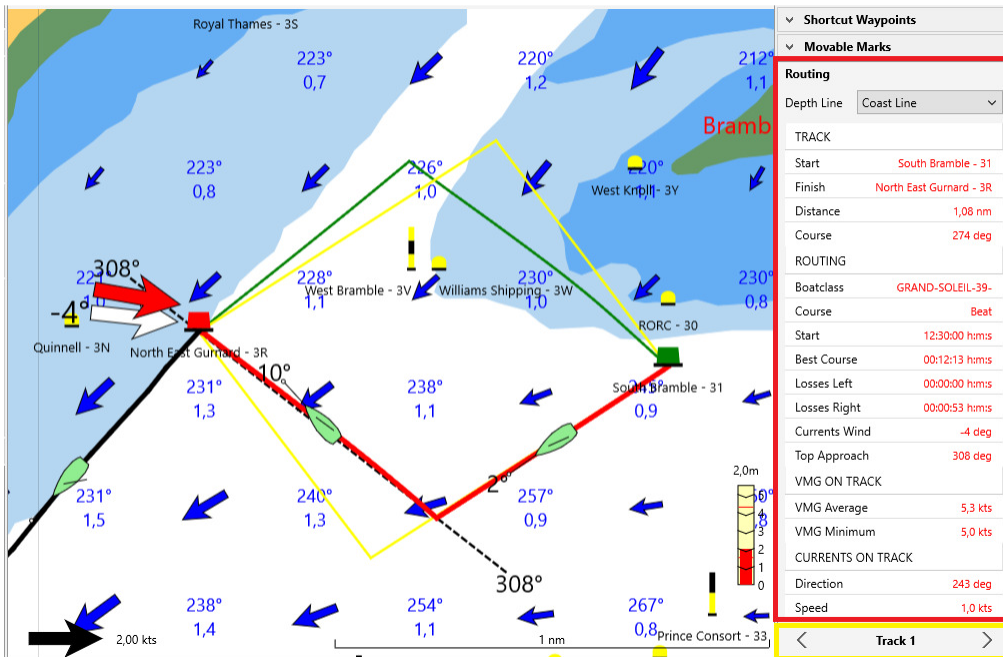 Royal Thames - 3S
223°
0,7
220°
1,2
212°
1,1
Bramb
223°
0,8
226°
1,0
220°
1,1
West Knoll - 3Y
308°
-4°
228°
1,1
West Bramble - 3V
Williams Shipping - 3W
230°
1,0
230°
0,8
RORC - 30
Quinnell - 3N
North East Gurnard - 3R
10°
231°
1,3
238°
1,1
South Bramble - 31
0,9
2°
231°
1,5
240°
1,3
257°
0,9
2,0m
5
4
3
2
1
0
308°
238°
1,4
254°
1,1
267°
0,8
Prince Consort - 33
2,00 kts
1 nm
Shortcut Waypoints
Movable Marks
Routing
Depth Line Coast Line
TRACK
Start South Bramble - 31
Finish North East Gurnard - 3R
Distance 1,08 nm
Course 274 deg
ROUTING
Boatclass GRAND-SOLEIL-39-
Course Beat
Start 12:30:00 h:m:s
Best Course 00:12:13 h:m:s
Losses Left 00:00:00 h:m:s
Losses Right 00:00:53 h:m:s
Currents Wind -4 deg
Top Approach 308 deg
VMG ON TRACK
VMG Average 5,3 kts
VMG Minimum 5,0 kts
CURRENTS ON TRACK
Direction 243 deg
Speed 1,0 kts
Track 1